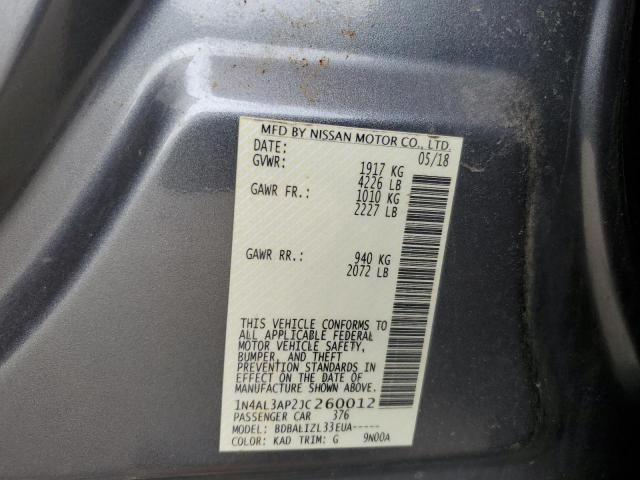 MFD BY NISSAN MOTOR CO., LTD.
DATE: 05/18
GVWR: 1917 KG
4226 LB
GAWR FR.: 1010 KG
2227 LB
GAWR RR.: 940 KG
2072 LB
THIS VEHICLE CONFORMS TO
ALL APPLICABLE FEDERAL
MOTOR VEHICLE SAFETY,
BUMPER, AND THEFT
PREVENTION STANDARDS IN
EFFECT ON THE DATE OF
MANUFACTURE SHOWN ABOVE.
1N4AL3AP2JC260012
PASSENGER CAR 376
MODEL: BDBALIZL33EUA-----
COLOR: KAD TRIM: G 9N00A